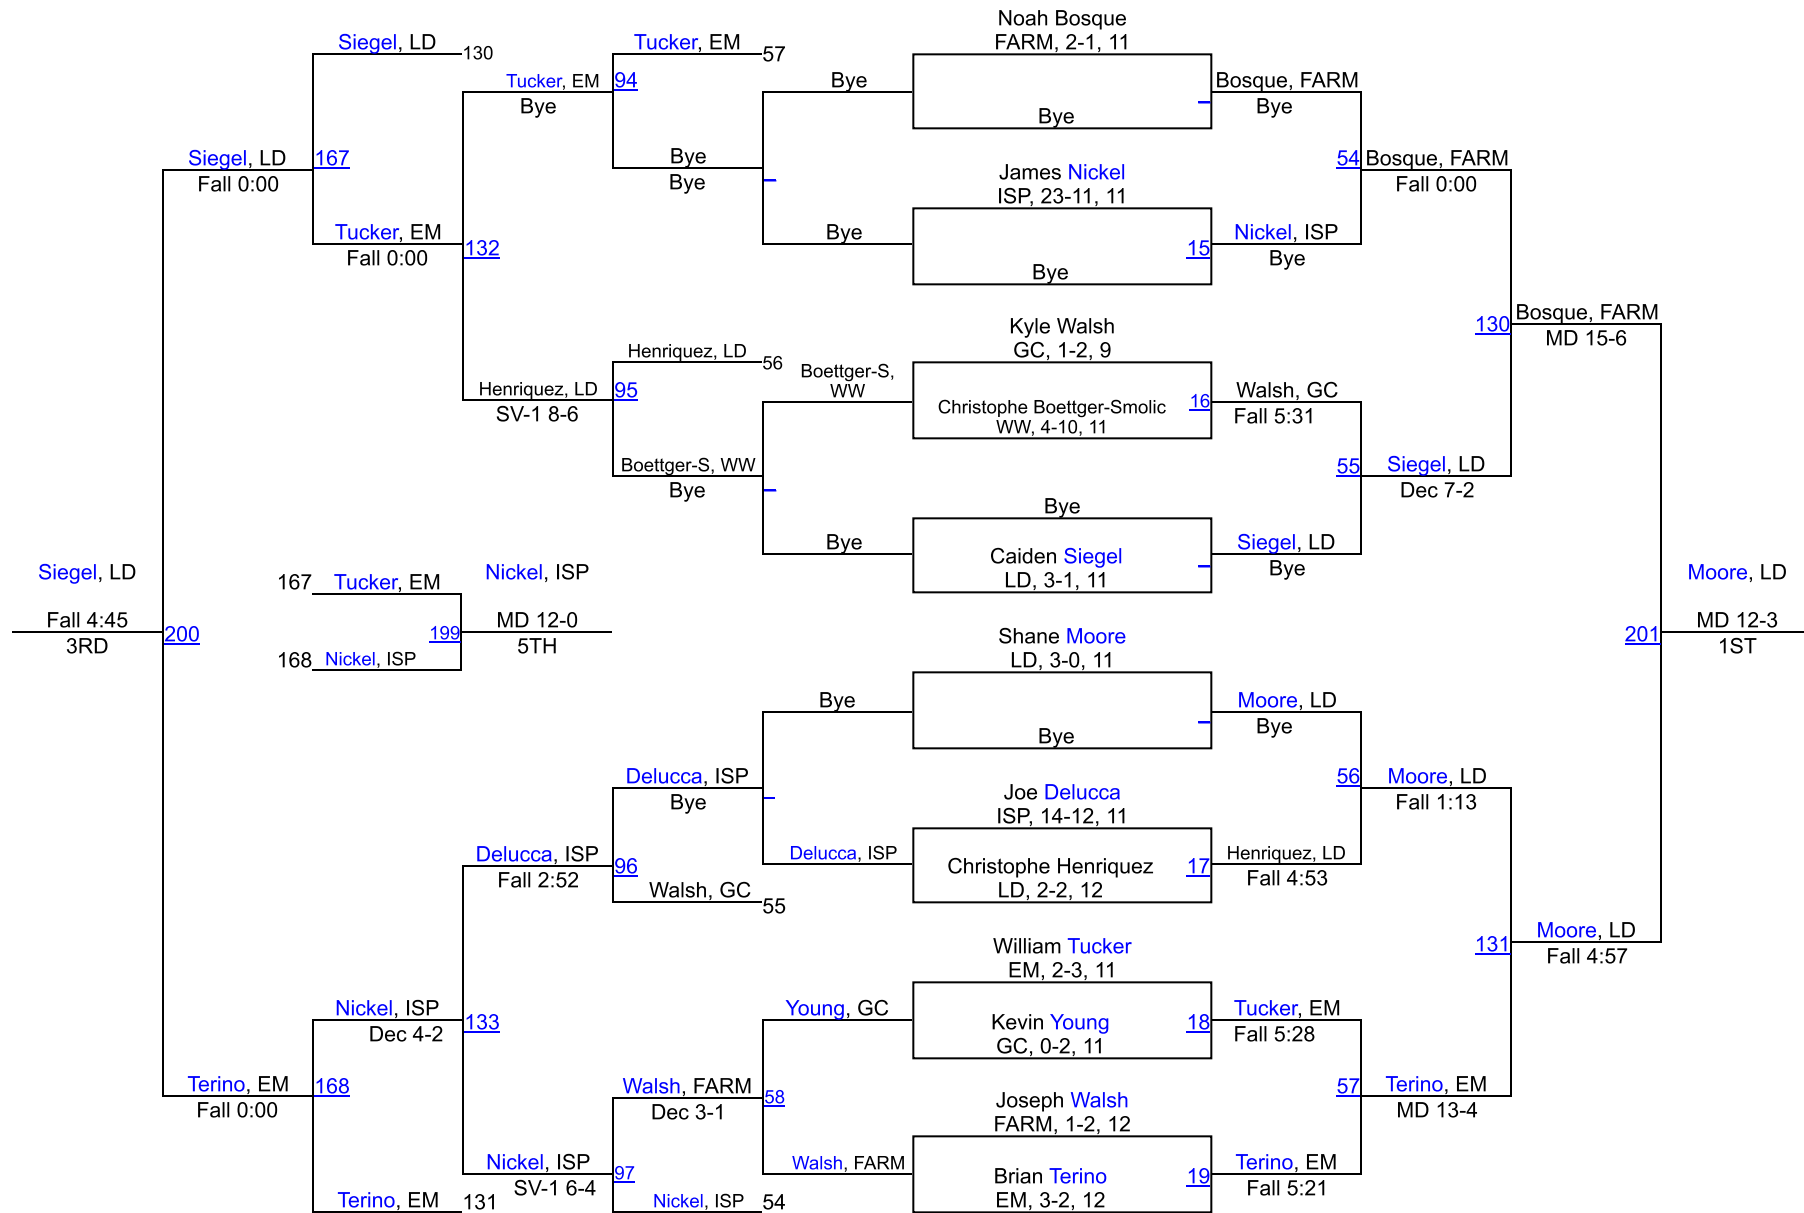 Noah Bosque
FARM, 2-1, 11
Siegel, LD
130
Tucker, EM
57
Tucker, EM
94
Bye
Bye
Bosque, FARM
Bye
Bye
Siegel, LD
167
Fall 0:00
Bye
Bye
54
Bosque, FARM
Fall 0:00
James Nickel
ISP, 23-11, 11
Tucker, EM
132
Fall 0:00
Bye
15
Bye
Nickel, ISP
Bye
Kyle Walsh
GC, 1-2, 9
130
Bosque, FARM
MD 15-6
Henriquez, LD
56
Henriquez, LD
95
SV-1 8-6
Boettger-S,
WW
Christophe Boettger-Smolic
WW, 4-10, 11
16
Walsh, GC
Fall 5:31
Boettger-S, WW
Bye
55
Siegel, LD
Dec 7-2
Bye
Bye
Caiden Siegel
LD, 3-1, 11
Siegel, LD
Bye
Siegel, LD
Fall 4:45
3RD
200
167
Tucker, EM
168
Nickel, ISP
199
Nickel, ISP
MD 12-0
5TH
Moore, LD
201
MD 12-3
1ST
Shane Moore
LD, 3-0, 11
Bye
Bye
Moore, LD
Bye
Delucca, ISP
Bye
Joe Delucca
ISP, 14-12, 11
56
Moore, LD
Fall 1:13
Delucca, ISP
96
Fall 2:52
Walsh, GC
55
Delucca, ISP
Christophe Henriquez
LD, 2-2, 12
17
Henriquez, LD
Fall 4:53
William Tucker
EM, 2-3, 11
131
Moore, LD
Fall 4:57
Nickel, ISP
133
Dec 4-2
Young, GC
Kevin Young
GC, 0-2, 11
18
Tucker, EM
Fall 5:28
Terino, EM
168
Fall 0:00
Walsh, FARM
58
Dec 3-1
Joseph Walsh
FARM, 1-2, 12
57
Terino, EM
MD 13-4
Nickel, ISP
97
SV-1 6-4
Walsh, FARM
Brian Terino
EM, 3-2, 12
19
Terino, EM
Fall 5:21
Terino, EM
131
Nickel, ISP
54